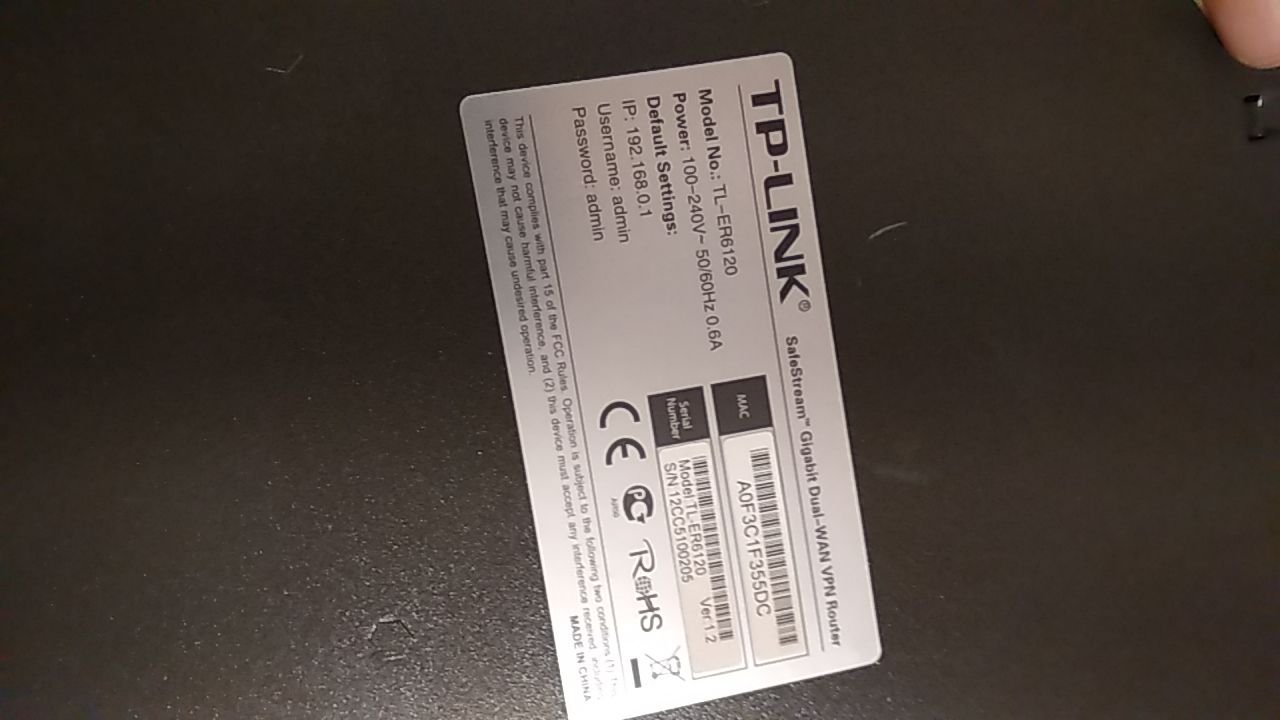 TP-LINK®
SafeStream™ Gigabit Dual-WAN VPN Router
Model No.: TL-ER6120
Power: 100-240V~ 50/60Hz 0.6A
Default Settings:
IP: 192.168.0.1
Username: admin
Password: admin
MAC
A0F3C1F355DC
Serial
Number
Model:TL-ER6120 Ver:1.2
S/N 12CC5100205
CE PG RoHS
This device complies with part 15 of the FCC Rules. Operation is subject to the following two conditions (1) This
device may not cause harmful interference, and (2) this device must accept any interference received, including
interference that may cause undesired operation.
MADE IN CHINA